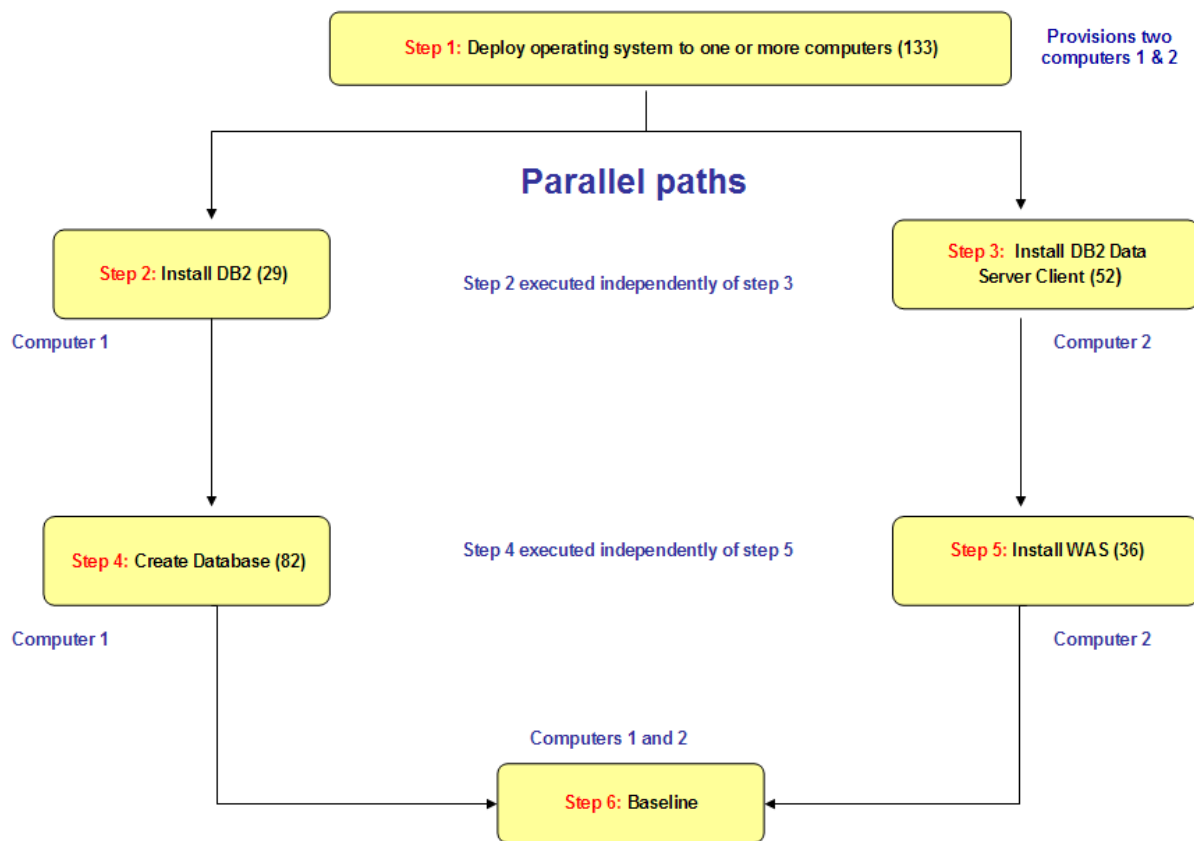 Step 1: Deploy operating system to one or more computers (133)
Provisions two
computers 1 & 2
Parallel paths
Step 2: Install DB2 (29)
Step 2 executed independently of step 3
Step 3: Install DB2 Data
Server Client (52)
Computer 1
Computer 2
Step 4: Create Database (82)
Step 4 executed independently of step 5
Step 5: Install WAS (36)
Computer 1
Computer 2
Computers 1 and 2
Step 6: Baseline